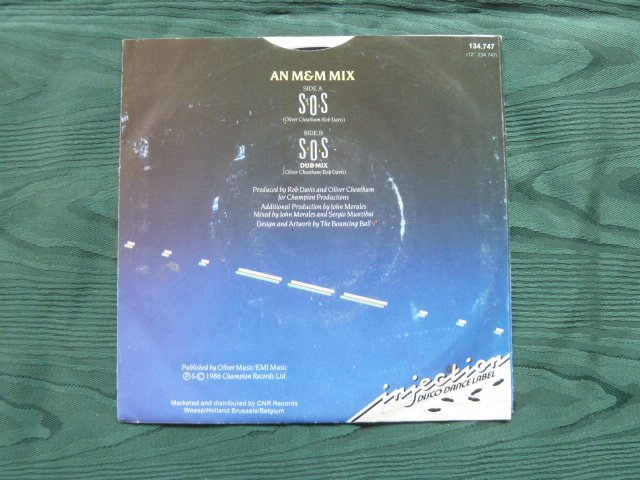 134.747
(12" 234.747)
AN M&M MIX
SIDE A:
S·O·S
(Oliver Cheatham/Rob Davis)
SIDE B:
S·O·S
DUB·MIX
(Oliver Cheatham/Rob Davis)
Produced by Rob Davis and Oliver Cheatham
for Champion Productions
Additional Production by John Morales
Mixed by John Morales and Sergio Munzibai
Design and Artwork by The Bouncing Ball
Published by Oliver Music/EMI Music
℗&© 1986 Champion Records Ltd.
Marketed and distributed by CNR Records
Weesp/Holland Brussels/Belgium
injection
DISCO DANCE LABEL